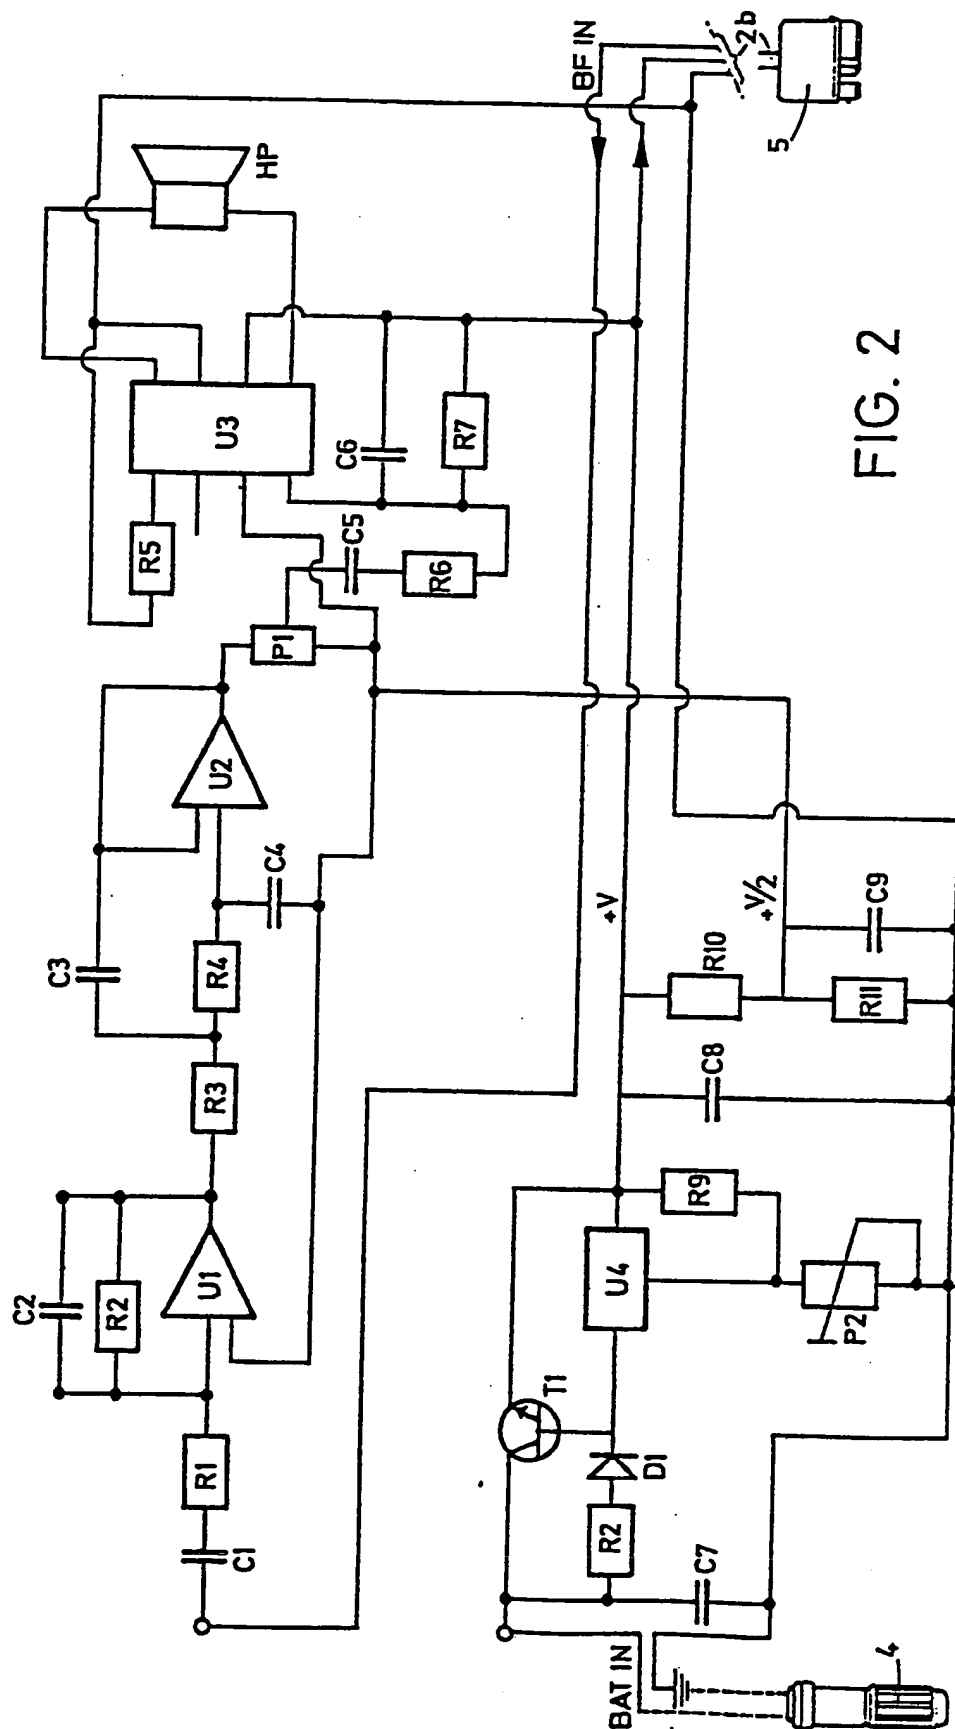 C2
R2
C1
R1
U1
R3
C3
R4
C4
U2
P1
R5
U3
C5
R6
C6
R7
HP
BF IN
2b
5
+V
+V/2
BAT IN
4
C7
R2
D1
T1
U4
R9
P2
C8
R10
R11
C9
FIG. 2